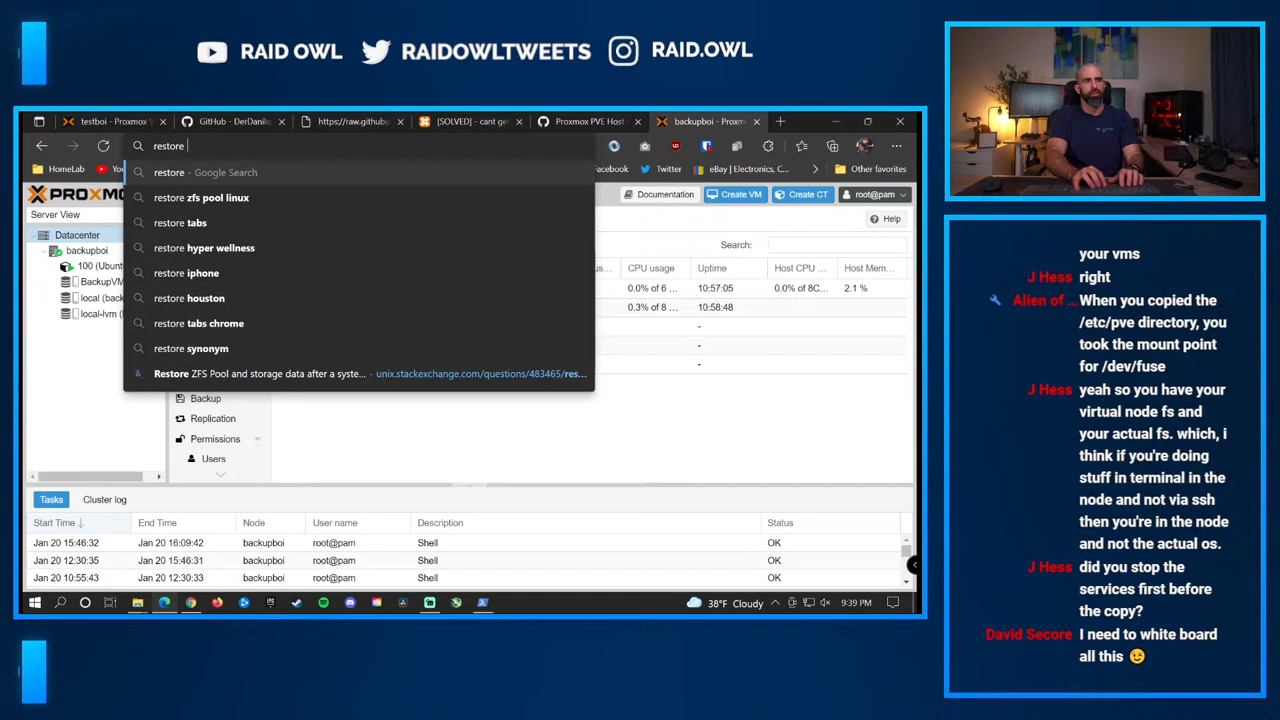 RAID OWL
RAIDOWLTWEETS
RAID.OWL
testboi - Proxmox V
GitHub - DerDanilo
https://raw.githubu
[SOLVED] - cant get
Proxmox PVE Host
backupboi - Proxmo
restore
HomeLab
You
Twitter
eBay | Electronics, C
Other favorites
restore - Google Search
restore zfs pool linux
restore tabs
restore hyper wellness
restore iphone
restore houston
restore tabs chrome
restore synonym
Restore ZFS Pool and storage data after a syste... - unix.stackexchange.com/questions/483465/res...
PROXMO
Documentation
Create VM
Create CT
root@pam
Server View
Help
Datacenter
backupboi
100 (Ubunt
BackupVM
local (back
local-lvm (
Search:
us...
CPU usage
Uptime
Host CPU ...
Host Mem...
0.0% of 6 ...
10:57:05
0.0% of 8C...
2.1 %
0.3% of 8 ...
10:58:48
-
-
-
Backup
Replication
Permissions
Users
Tasks
Cluster log
Start Time
End Time
Node
User name
Description
Status
Jan 20 15:46:32
Jan 20 16:09:42
backupboi
root@pam
Shell
OK
Jan 20 12:30:35
Jan 20 15:46:31
backupboi
root@pam
Shell
OK
Jan 20 10:55:43
Jan 20 12:30:33
backupboi
root@pam
Shell
OK
38°F Cloudy
9:39 PM
your vms
J Hess right
Alien of ... When you copied the
/etc/pve directory, you
took the mount point
for /dev/fuse
J Hess yeah so you have your
virtual node fs and
your actual fs. which, i
think if you're doing
stuff in terminal in the
node and not via ssh
then you're in the node
and not the actual os.
J Hess did you stop the
services first before
the copy?
David Secore I need to white board
all this 😉